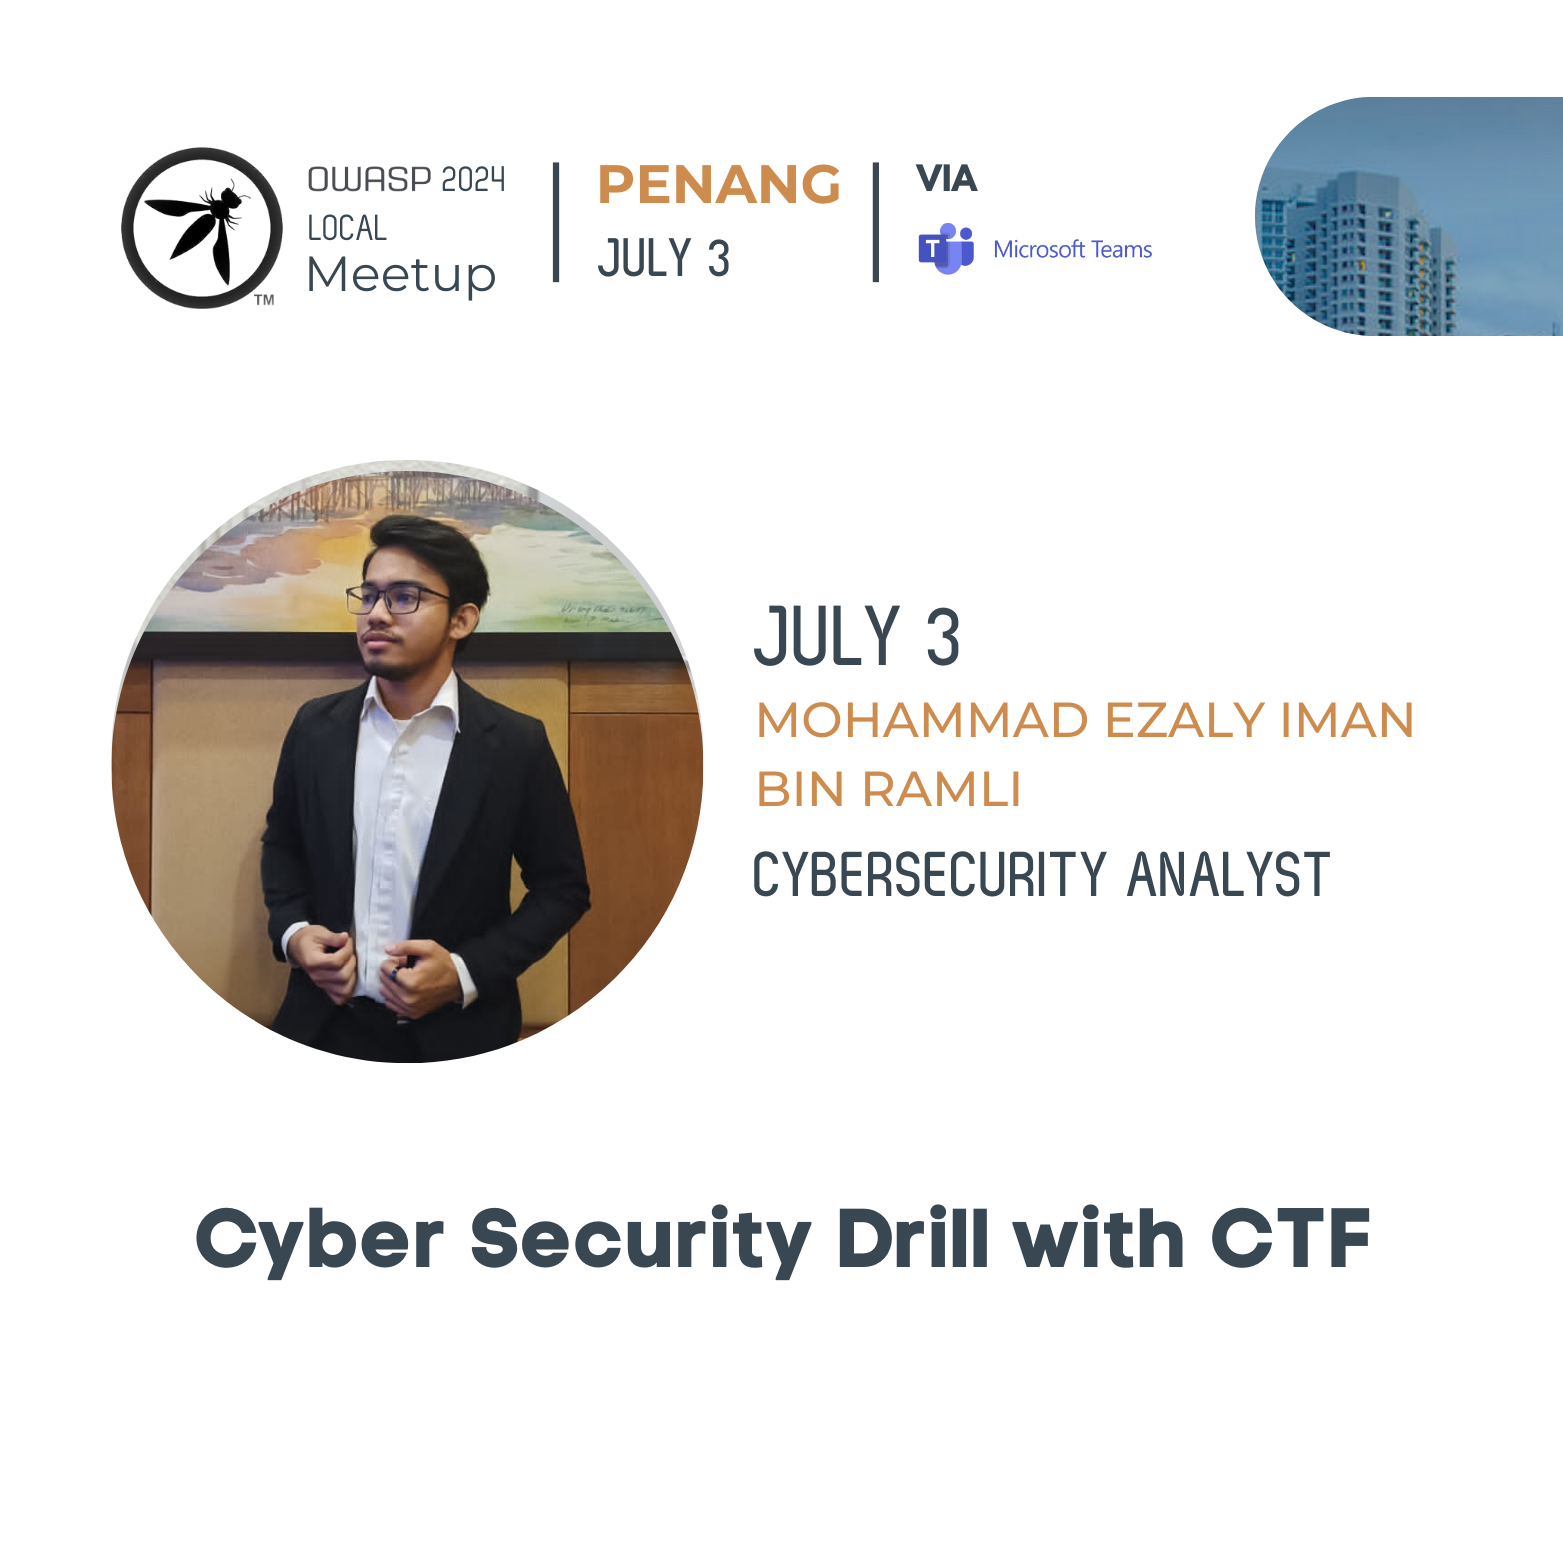 OWASP 2024
LOCAL
Meetup
TM
PENANG
JULY 3
VIA
T
Microsoft Teams
JULY 3
MOHAMMAD EZALY IMAN
BIN RAMLI
CYBERSECURITY ANALYST
Cyber Security Drill with CTF